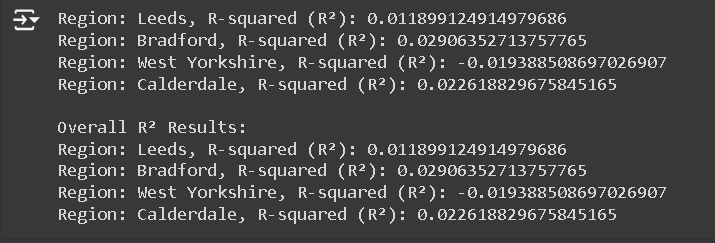 Region: Leeds, R-squared (R²): 0.011899124914979686
Region: Bradford, R-squared (R²): 0.02906352713757765
Region: West Yorkshire, R-squared (R²): -0.019388508697026907
Region: Calderdale, R-squared (R²): 0.022618829675845165

Overall R² Results:
Region: Leeds, R-squared (R²): 0.011899124914979686
Region: Bradford, R-squared (R²): 0.02906352713757765
Region: West Yorkshire, R-squared (R²): -0.019388508697026907
Region: Calderdale, R-squared (R²): 0.022618829675845165